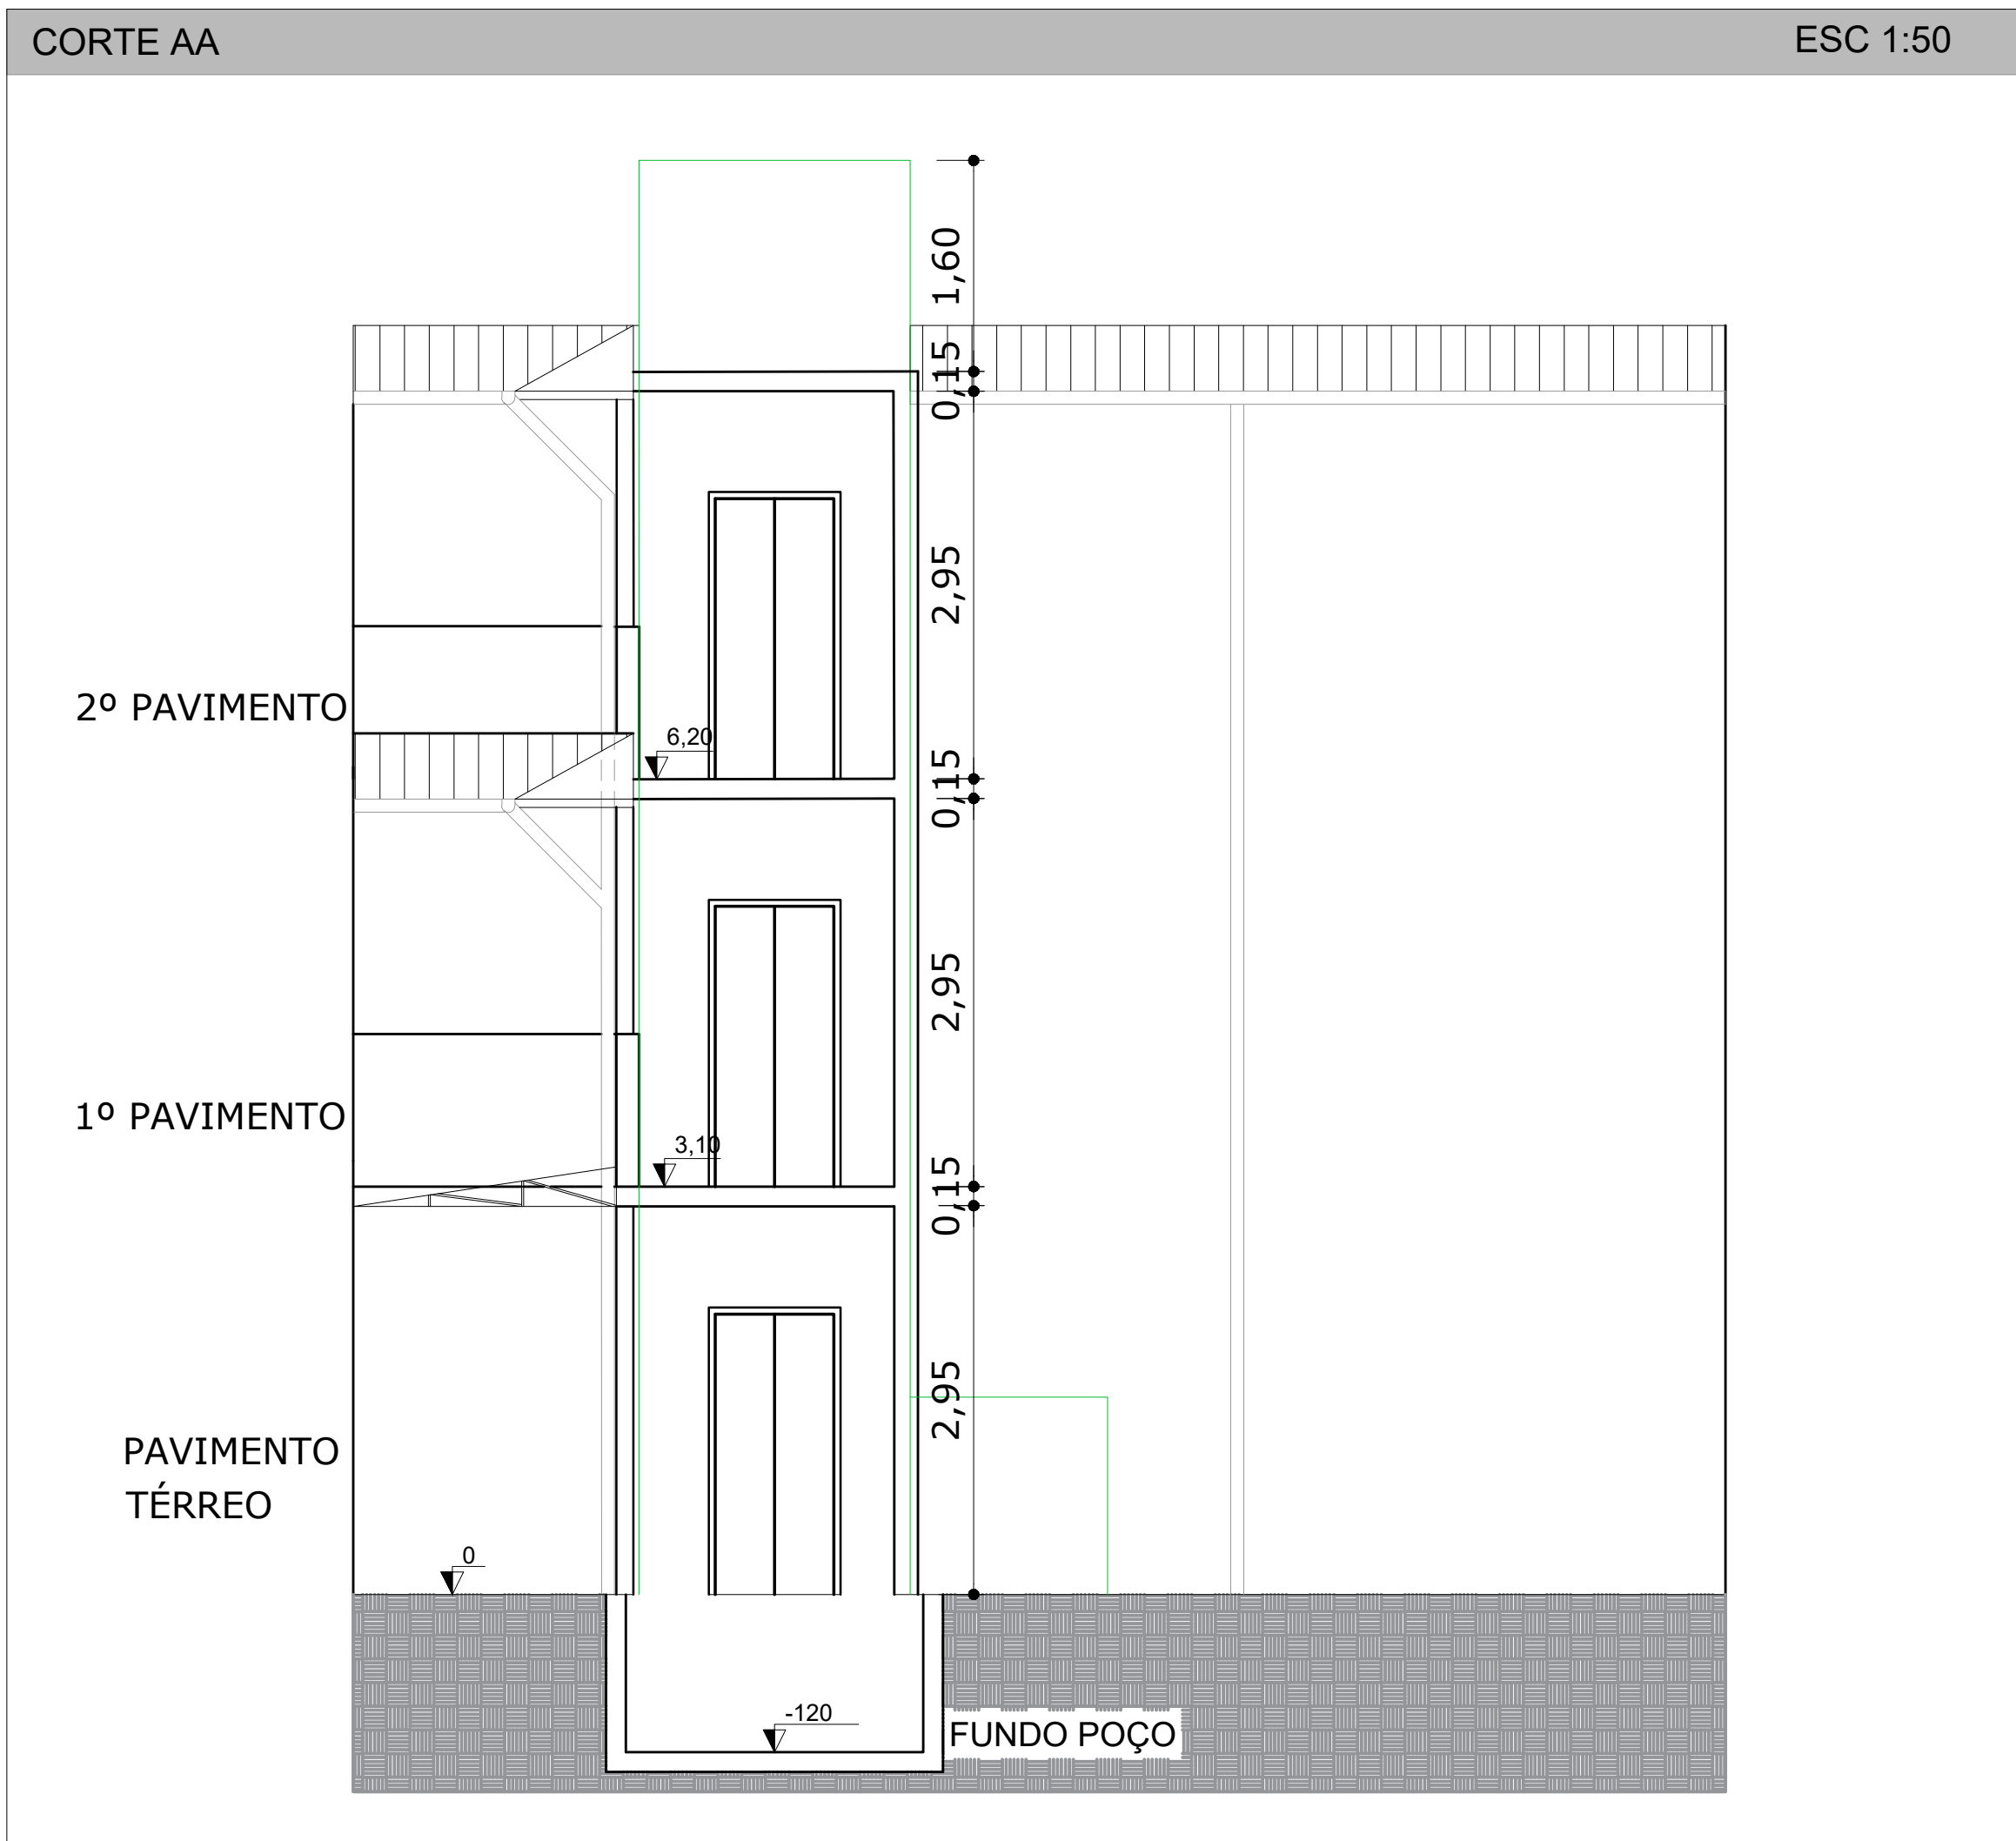 CORTE AA
ESC 1:50
1,60
0,15
2,95
2º PAVIMENTO
6,20
0,15
2,95
1º PAVIMENTO
3,10
0,15
2,95
PAVIMENTO
TÉRREO
0
-120
FUNDO POÇO